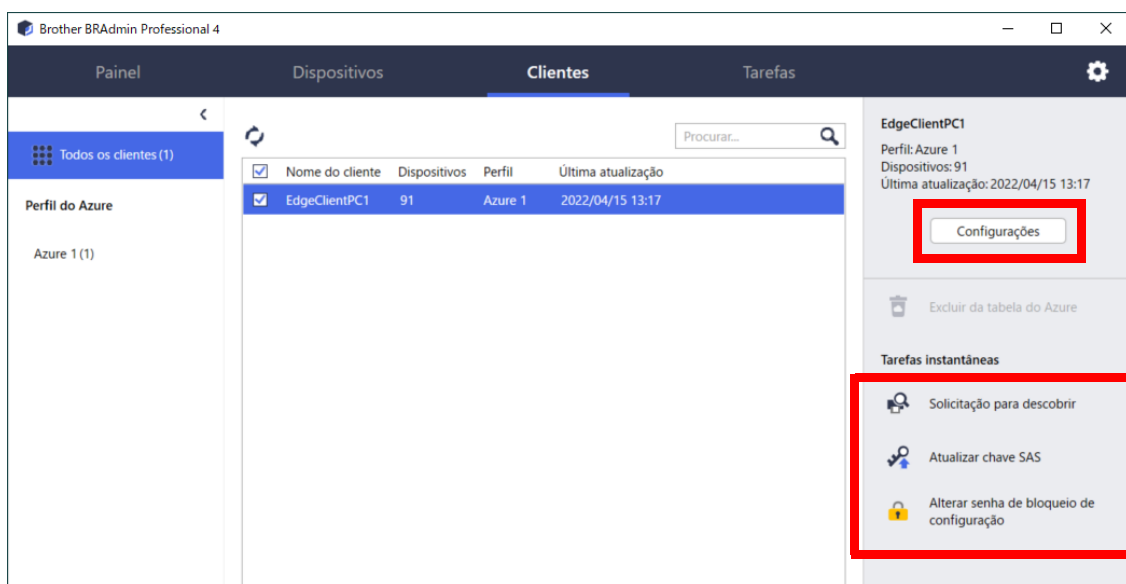 Brother BRAdmin Professional 4
Painel Dispositivos Clientes Tarefas
Todos os clientes (1)
Perfil do Azure
Azure 1 (1)
Procurar...
Nome do cliente Dispositivos Perfil Última atualização
EdgeClientPC1 91 Azure 1 2022/04/15 13:17
EdgeClientPC1
Perfil: Azure 1
Dispositivos: 91
Última atualização: 2022/04/15 13:17
Configurações
Excluir da tabela do Azure
Tarefas instantâneas
Solicitação para descobrir
Atualizar chave SAS
Alterar senha de bloqueio de
configuração